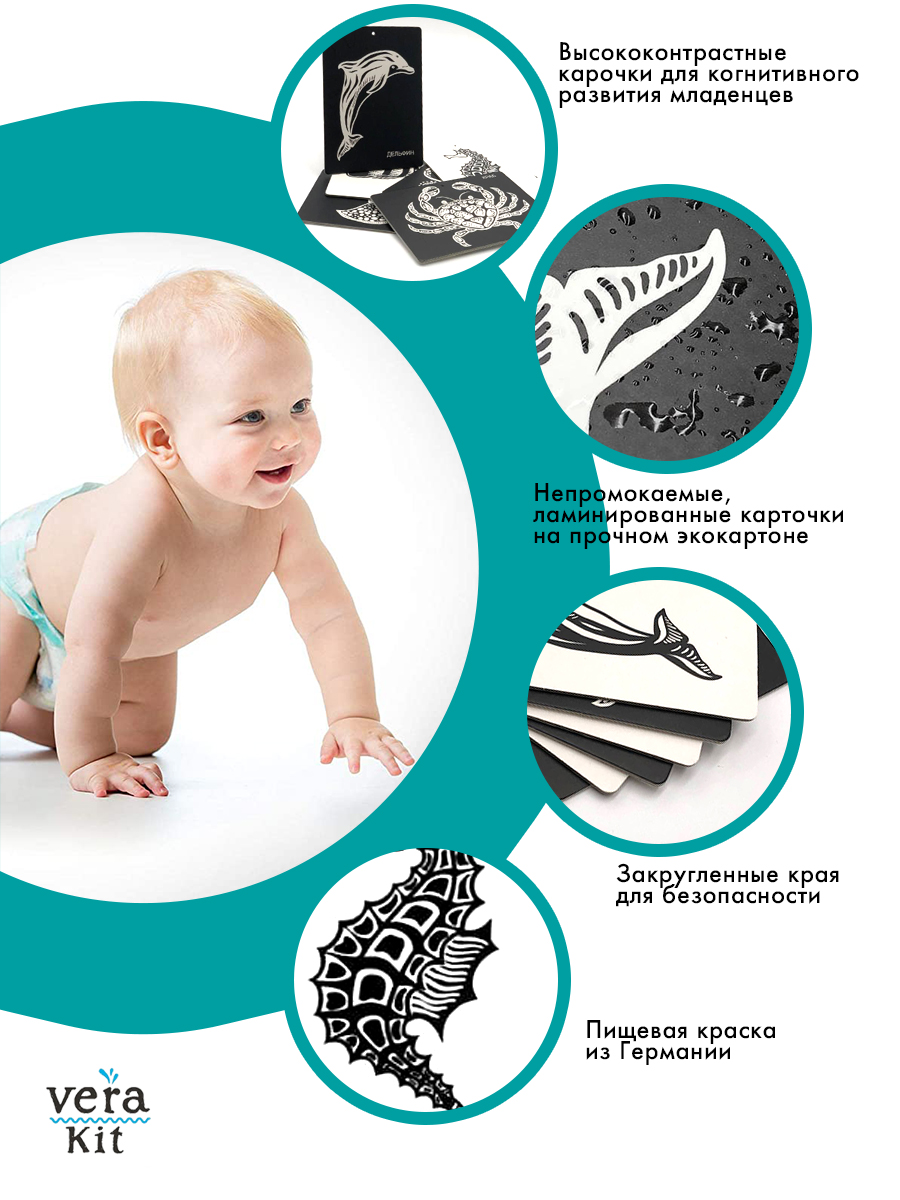 Высококонтрастные
карочки для когнитивного
развития младенцев
ДЕЛЬФИН
Непромокаемые,
ламинированные карточки
на прочном экокартоне
Закругленные края
для безопасности
Пищевая краска
из Германии
vera
Kit